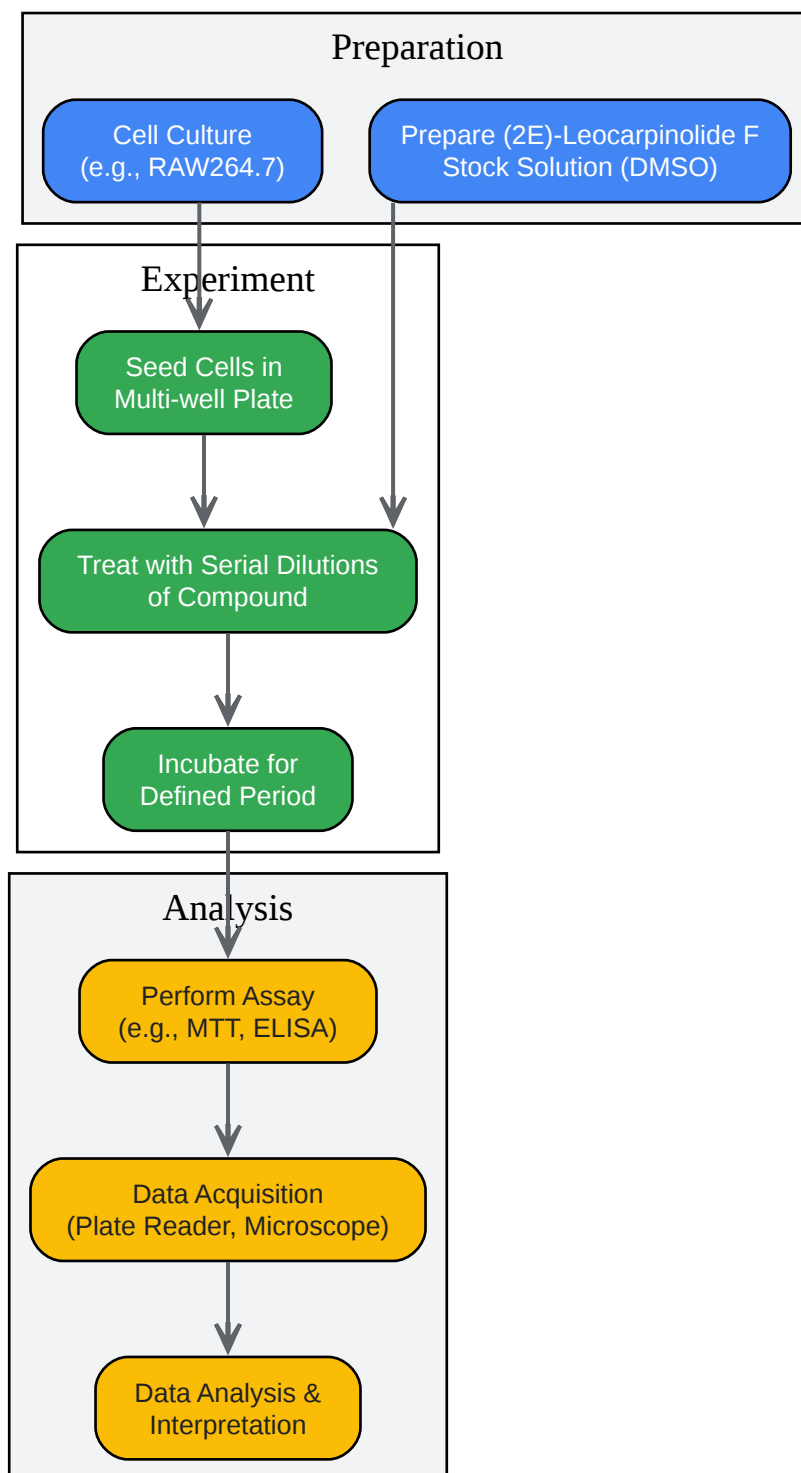 Preparation
Cell Culture
(e.g., RAW264.7)
Prepare (2E)-Leocarpinolide F
Stock Solution (DMSO)
Experiment
Seed Cells in
Multi-well Plate
Treat with Serial Dilutions
of Compound
Incubate for
Defined Period
Analysis
Perform Assay
(e.g., MTT, ELISA)
Data Acquisition
(Plate Reader, Microscope)
Data Analysis &
Interpretation